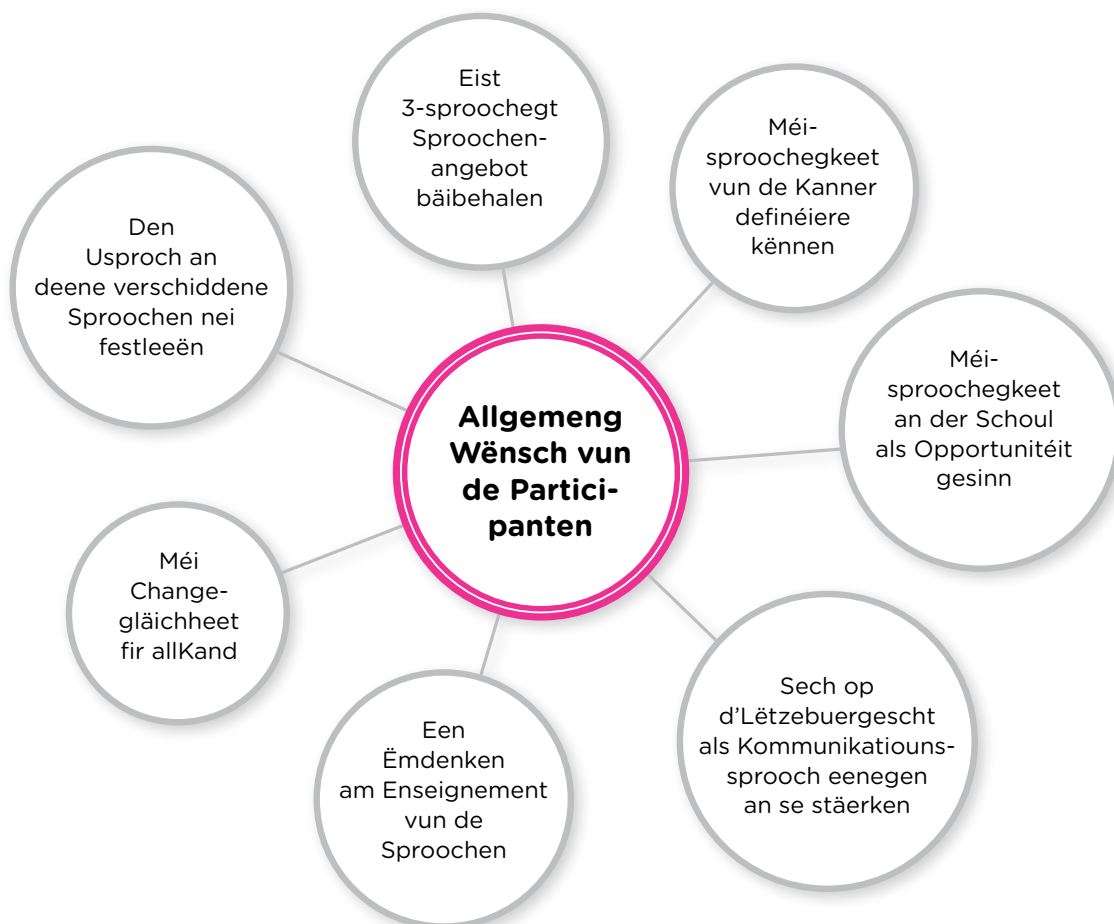 Eist
3-sproochegt
Sproochen-
angebot
bäibehalen
Méi-
sproochegkeet
vun de Kanner
definéiere
kënnen
Den
Usproch an
deene verschiddene
Sproochen nei
festleeën
Méi-
sproochegkeet
an der Schoul
als Opportunitéit
gesinn
Allgemeng
Wënsch vun
de Partici-
panten
Méi
Change-
gläichheet
fir allKand
Sech op
d’Lëtzebuergescht
als Kommunikatiouns-
sprooch eenegen
an se stäerken
Een
Ëmdenken
am Enseignement
vun de
Sproochen